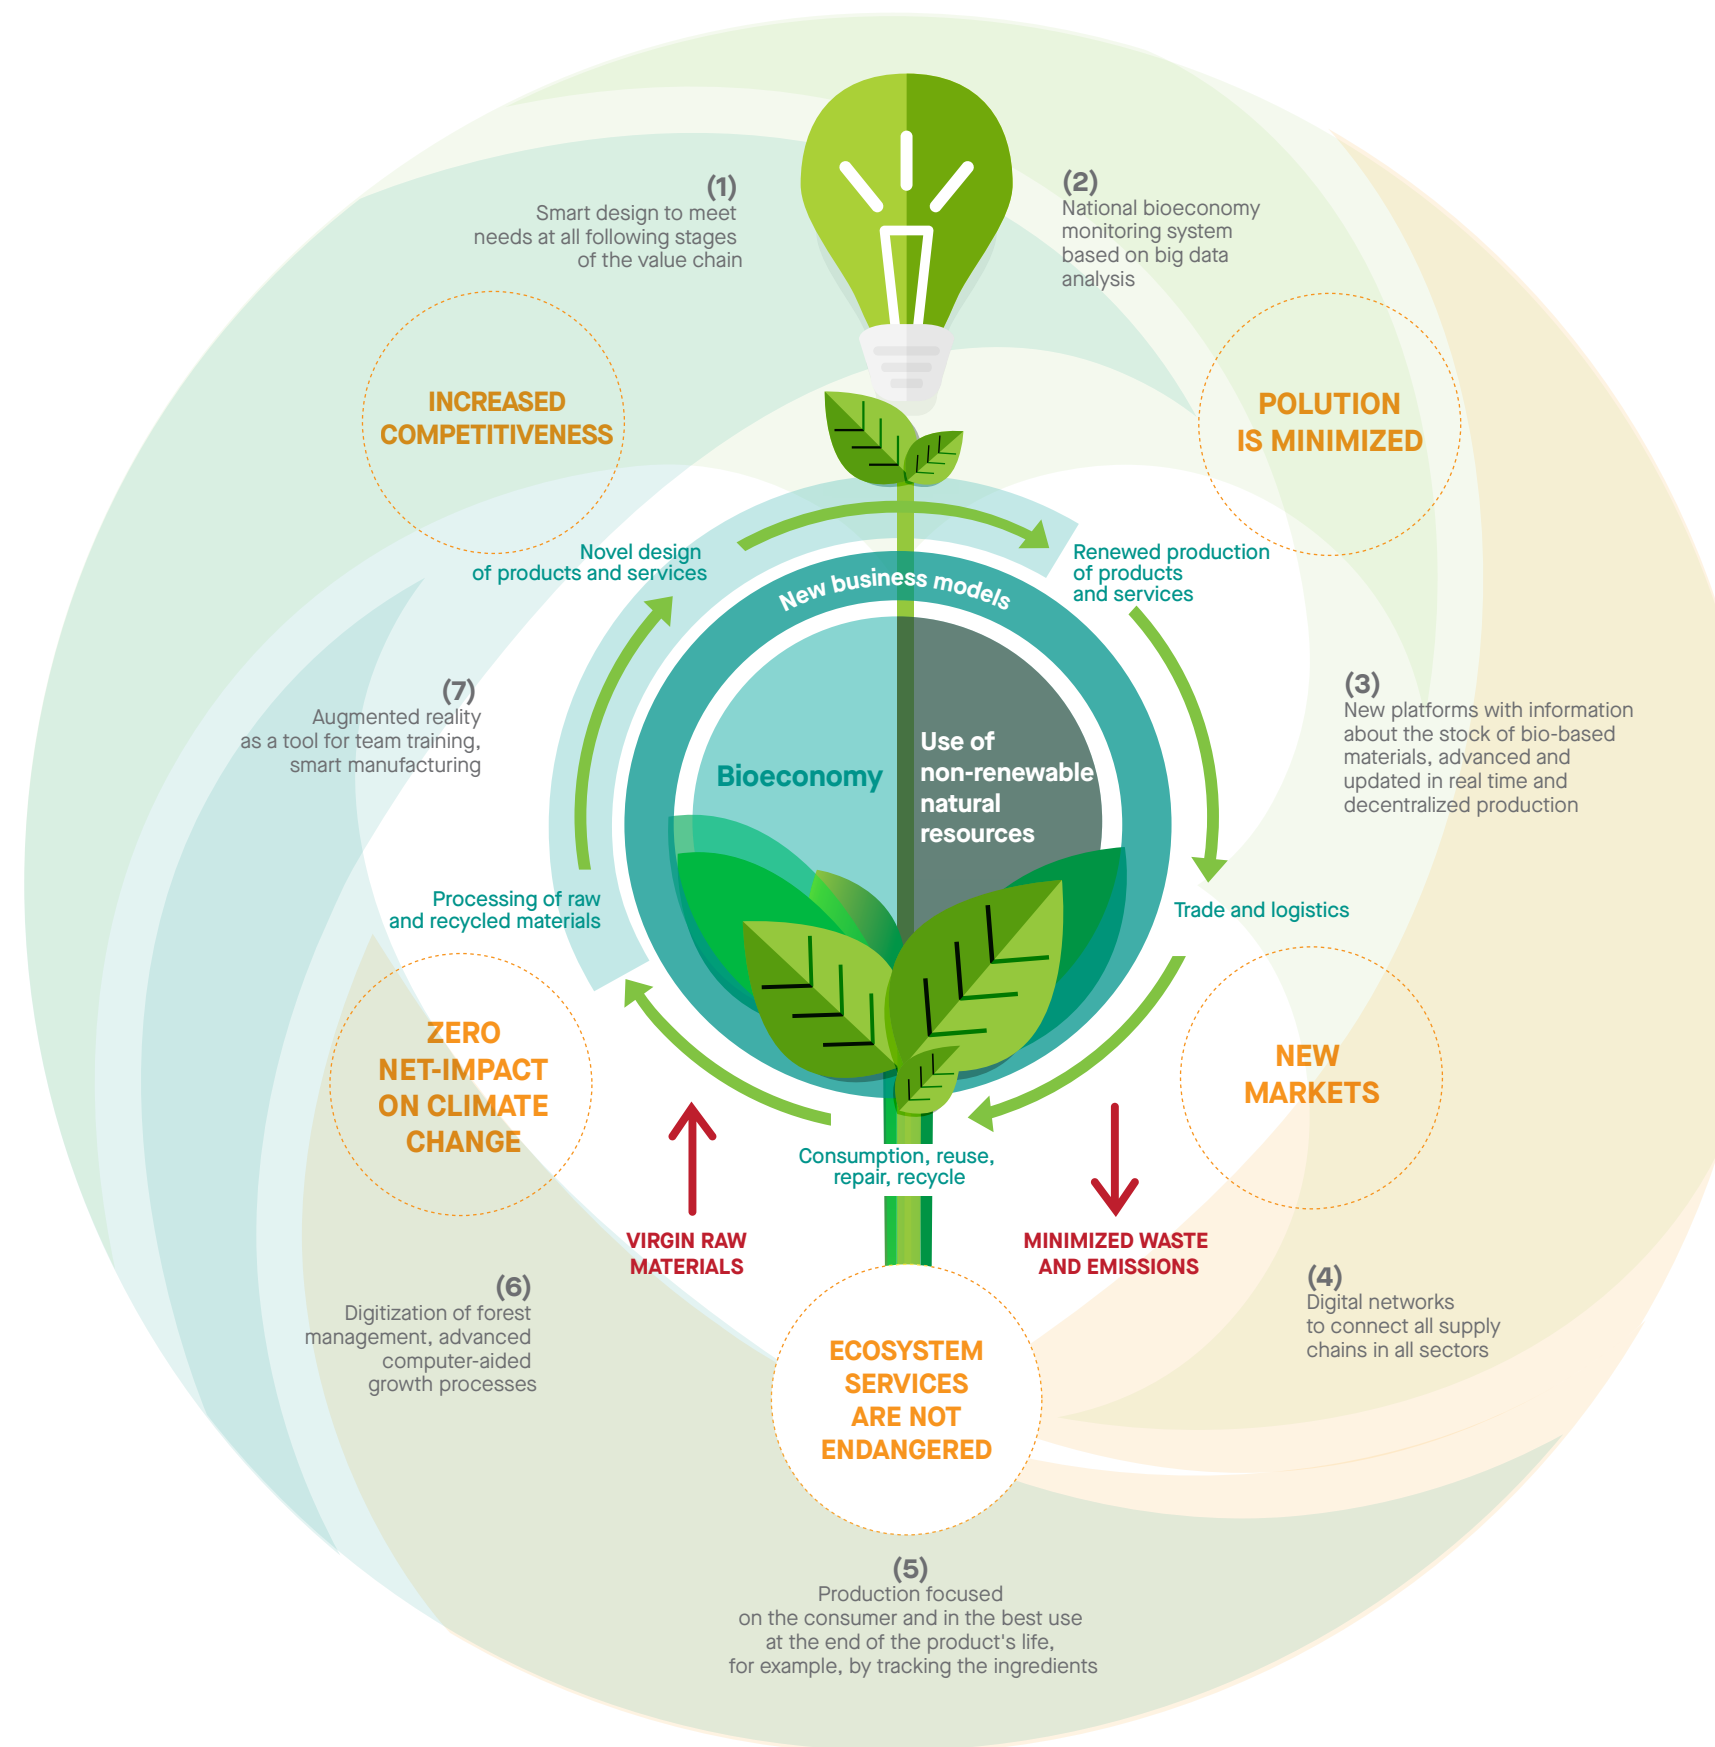 (1)
Smart design to meet
needs at all following stages
of the value chain
(2)
National bioeconomy
monitoring system
based on big data
analysis
INCREASED
COMPETITIVENESS
POLUTION
IS MINIMIZED
Novel design
of products and services
Renewed production
of products
and services
New business models
(7)
Augmented reality
as a tool for team training,
smart manufacturing
Bioeconomy
Use of
non-renewable
natural
resources
(3)
New platforms with information
about the stock of bio-based
materials, advanced and
updated in real time and
decentralized production
Processing of raw
and recycled materials
Trade and logistics
ZERO
NET-IMPACT
ON CLIMATE
CHANGE
NEW
MARKETS
Consumption, reuse,
repair, recycle
VIRGIN RAW
MATERIALS
MINIMIZED WASTE
AND EMISSIONS
(6)
Digitization of forest
management, advanced
computer-aided
growth processes
(4)
Digital networks
to connect all supply
chains in all sectors
ECOSYSTEM
SERVICES
ARE NOT
ENDANGERED
(5)
Production focused
on the consumer and in the best use
at the end of the product's life,
for example, by tracking the ingredients